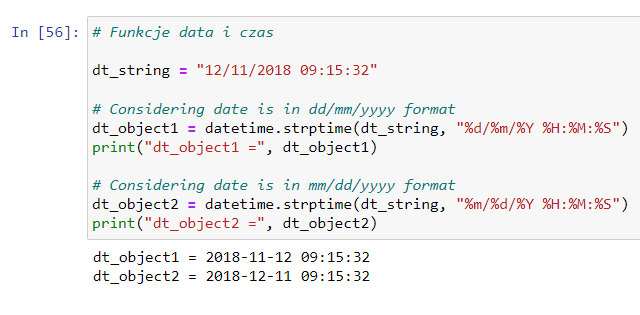 In [56]: # Funkcje data i czas
dt_string = "12/11/2018 09:15:32"
# Considering date is in dd/mm/yyyy format
dt_object1 = datetime.strptime(dt_string, "%d/%m/%Y %H:%M:%S")
print("dt_object1 =", dt_object1)
# Considering date is in mm/dd/yyyy format
dt_object2 = datetime.strptime(dt_string, "%m/%d/%Y %H:%M:%S")
print("dt_object2 =", dt_object2)
dt_object1 = 2018-11-12 09:15:32
dt_object2 = 2018-12-11 09:15:32